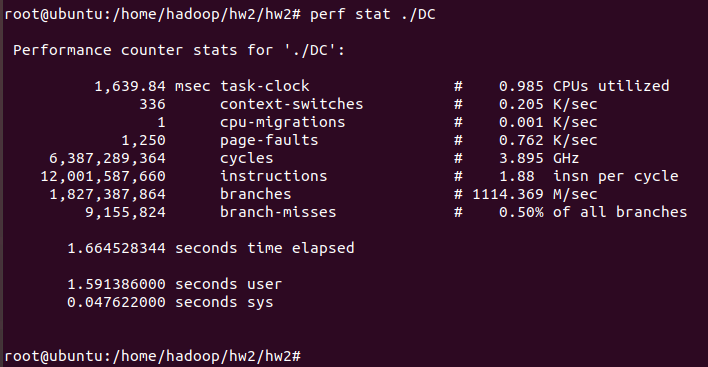 root@ubuntu:/home/hadoop/hw2/hw2# perf stat ./DC
Performance counter stats for './DC':
1,639.84 msec task-clock # 0.985 CPUs utilized
336 context-switches # 0.205 K/sec
1 cpu-migrations # 0.001 K/sec
1,250 page-faults # 0.762 K/sec
6,387,289,364 cycles # 3.895 GHz
12,001,587,660 instructions # 1.88 insn per cycle
1,827,387,864 branches # 1114.369 M/sec
9,155,824 branch-misses # 0.50% of all branches
1.664528344 seconds time elapsed
1.591386000 seconds user
0.047622000 seconds sys
root@ubuntu:/home/hadoop/hw2/hw2#